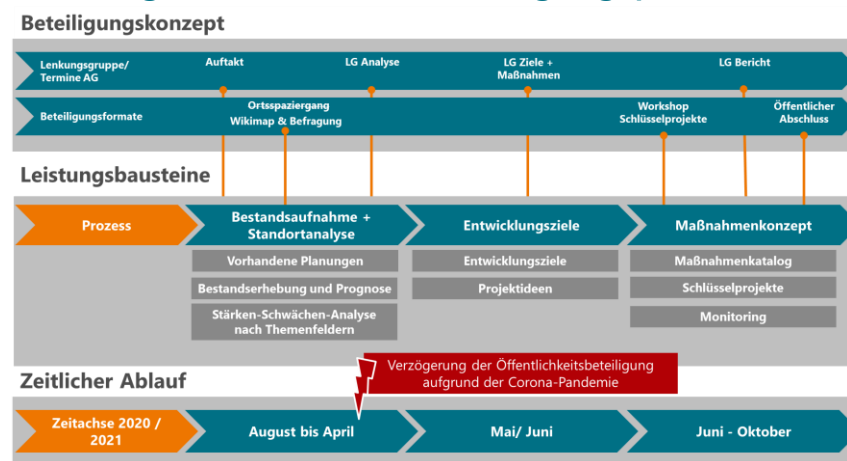 Beteiligungskonzept
Lenkungsgruppe/
Termine AG
Auftakt
LG Analyse
LG Ziele +
Maßnahmen
LG Bericht
Beteiligungsformate
Ortsspaziergang
Wikimap & Befragung
Workshop
Schlüsselprojekte
Öffentlicher
Abschluss
Leistungsbausteine
Prozess
Bestandsaufnahme +
Standortanalyse
Entwicklungsziele
Maßnahmenkonzept
Vorhandene Planungen
Entwicklungsziele
Maßnahmenkatalog
Bestandserhebung und Prognose
Projektideen
Schlüsselprojekte
Stärken-Schwächen-Analyse
nach Themenfeldern
Monitoring
Verzögerung der Öffentlichkeitsbeteiligung
aufgrund der Corona-Pandemie
Zeitlicher Ablauf
Zeitachse 2020 /
2021
August bis April
Mai/ Juni
Juni - Oktober